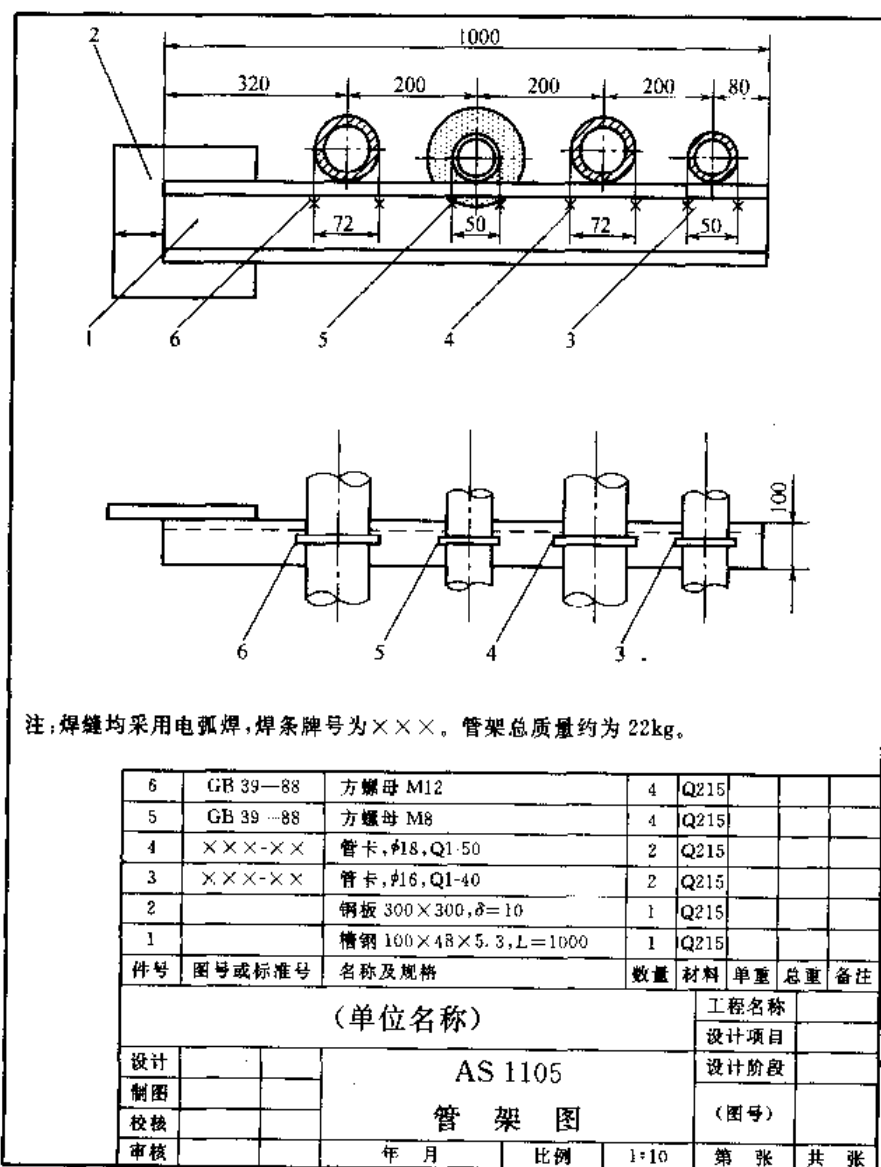 2
1000
320 200 200 200 80
72 50 72 50
1 6 5 4 3
100
6 5 4 3
注:焊缝均采用电弧焊,焊条牌号为×××。管架总质量约为 22kg。
6 GB 39—88 方螺母 M12 4 Q215
5 GB 39—88 方螺母 M8 4 Q215
4 ×××-×× 管卡,φ18,Q1-50 2 Q215
3 ×××-×× 管卡,φ16,Q1-40 2 Q215
2 钢板 300×300,δ=10 1 Q215
1 槽钢 100×48×5.3,L=1000 1 Q215
件号 图号或标准号 名称及规格 数量 材料 单重 总重 备注
(单位名称) 工程名称
设计项目
设计 AS 1105 设计阶段
制图
校核 管架图 (图号)
审核 年 月 比例 1:10 第 张 共 张